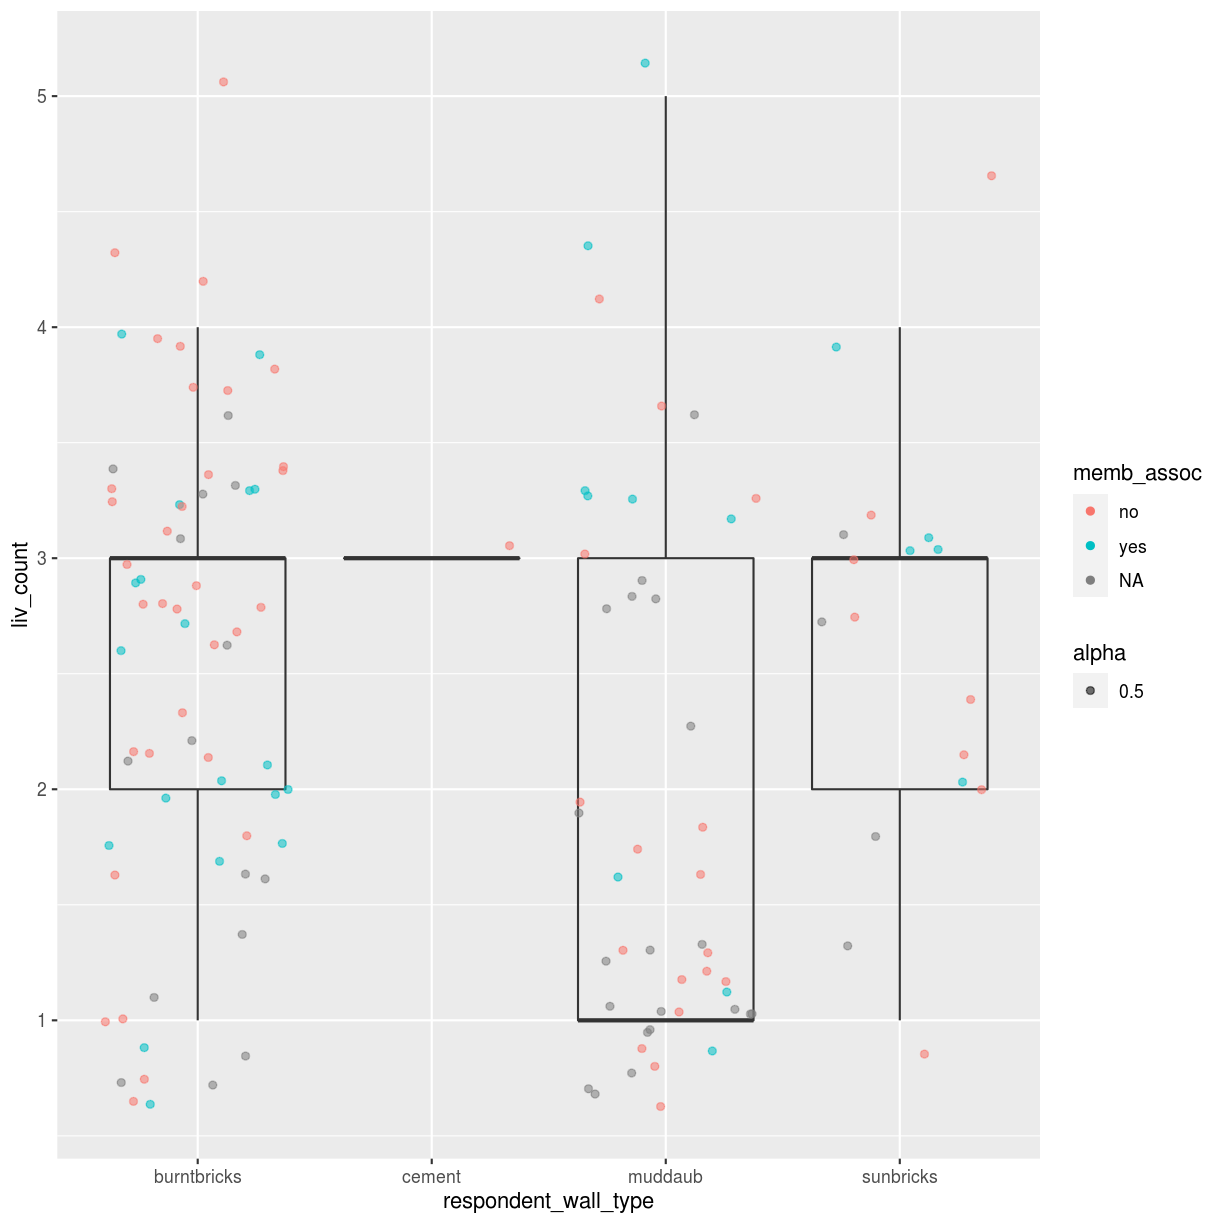 liv_count
5
4
3
2
1
burntbricks cement muddaub sunbricks
respondent_wall_type
memb_assoc
no
yes
NA
alpha
0.5